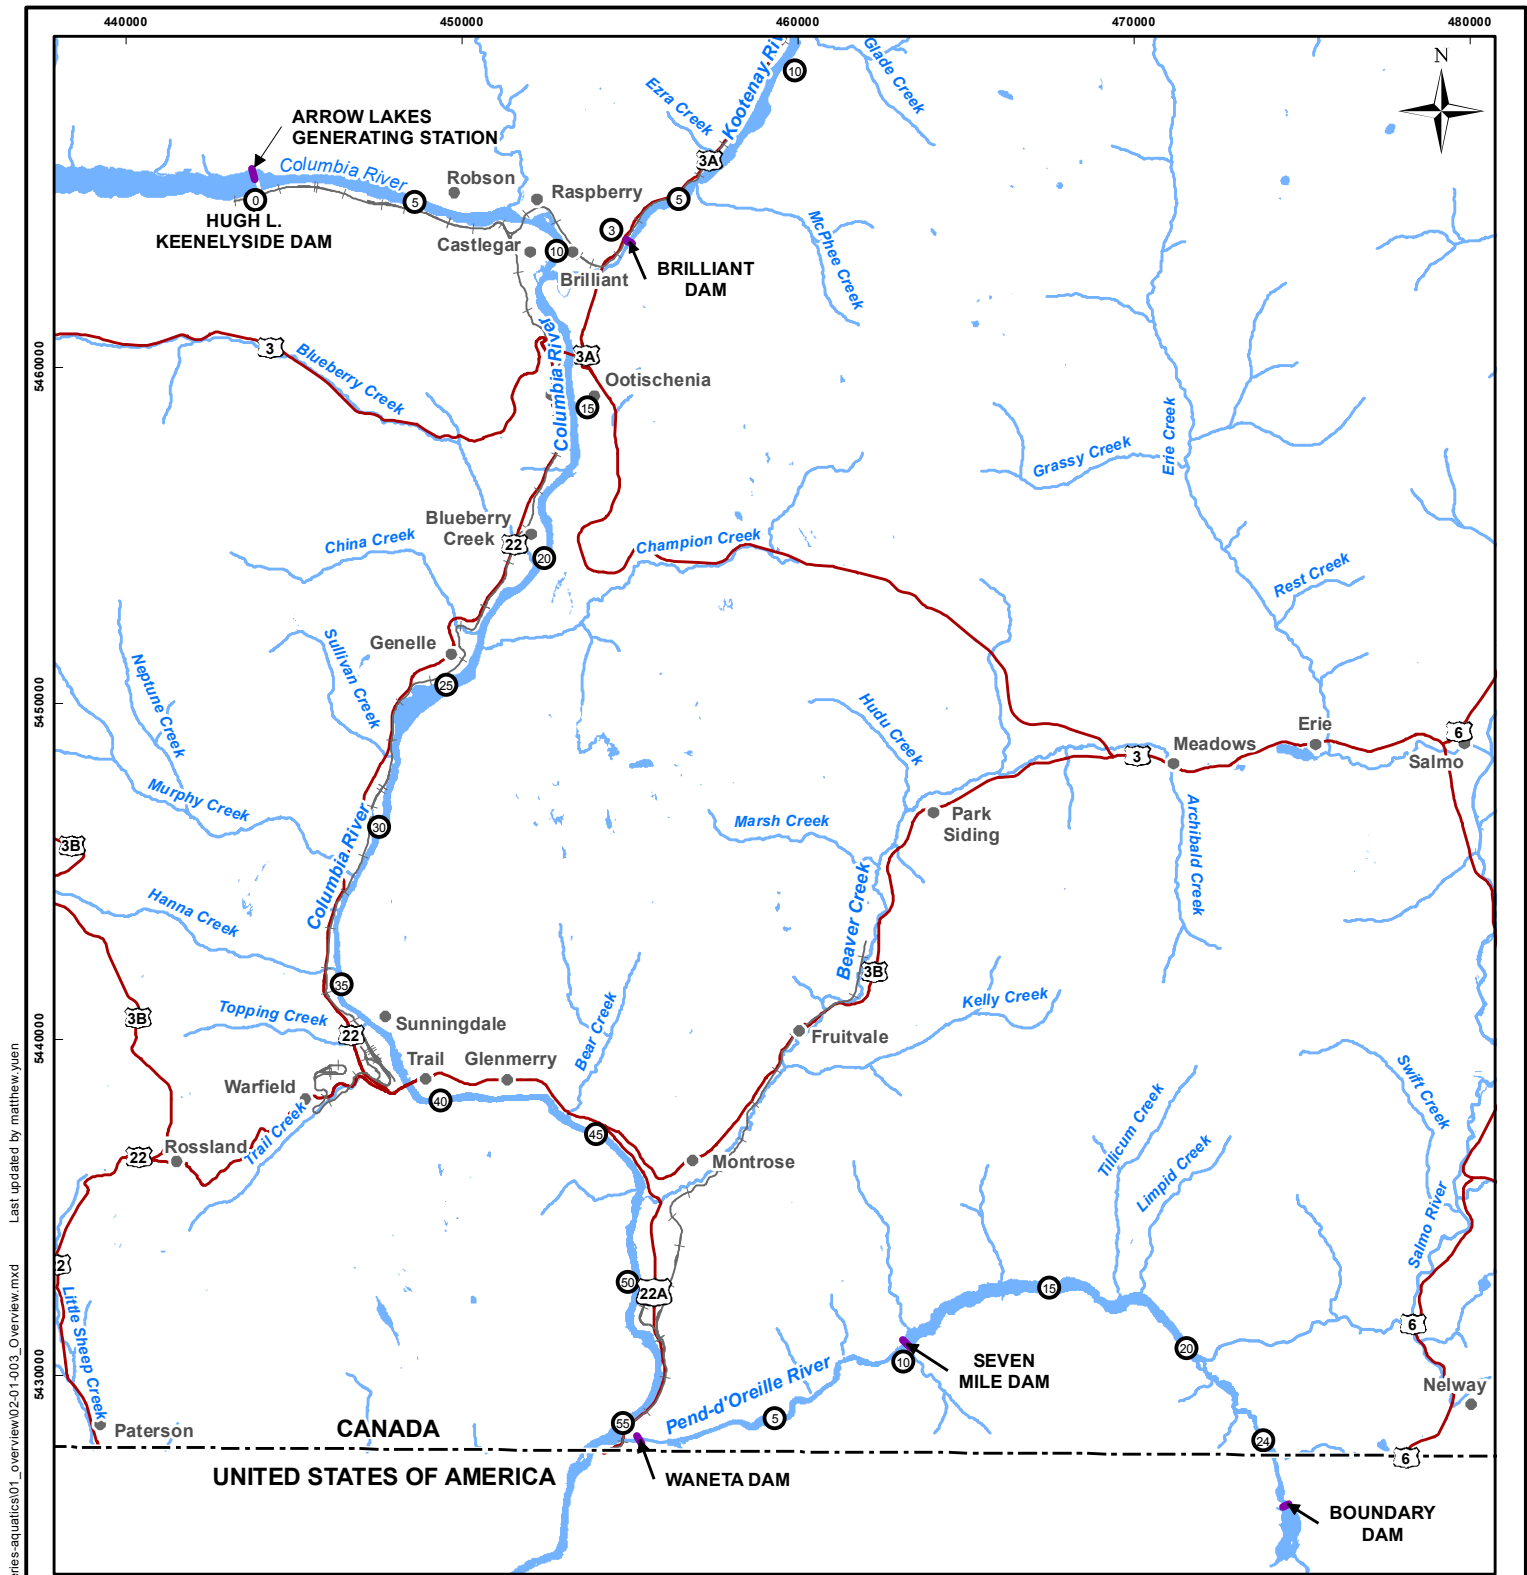 440000
450000
460000
470000
480000
N
Glade Creek
Kootenay Riv
10
Ezra Creek
3A
ARROW LAKES
GENERATING STATION
Columbia River
Robson
Raspberry
0
5
5
3
HUGH L.
KEENELYSIDE DAM
Castlegar
10
Brilliant
BRILLIANT
DAM
McPhee Creek
5460000
3
Blueberry Creek
Columbia River
3A
Ootischenia
15
Erie Creek
Grassy Creek
Blueberry
Creek
22
20
China Creek
Champion Creek
Rest Creek
Genelle
Sullivan Creek
Neptune Creek
25
5450000
Hudu Creek
Erie
6
Meadows
3
Salmo
Murphy Creek
Columbia River
30
Marsh Creek
Park
Siding
Archibald Creek
3B
Hanna Creek
Beaver Creek
3B
35
Topping Creek
Kelly Creek
3B
22
Sunningdale
Bear Creek
Fruitvale
5440000
Trail
Glenmerry
Warfield
40
Swift Creek
Tillicum Creek
Trail Creek
45
Rossland
22
Montrose
Limpid Creek
Salmo River
2
50
22A
15
Little Sheep Creek
6
20
SEVEN
MILE DAM
10
5430000
Pend-d'Oreille River
Nelway
5
55
Paterson
CANADA
24
6
UNITED STATES OF AMERICA
WANETA DAM
BOUNDARY
DAM
Last updated by matthew.yuen
eries-aquatics\01_overview\02-01-003_Overview.mxd